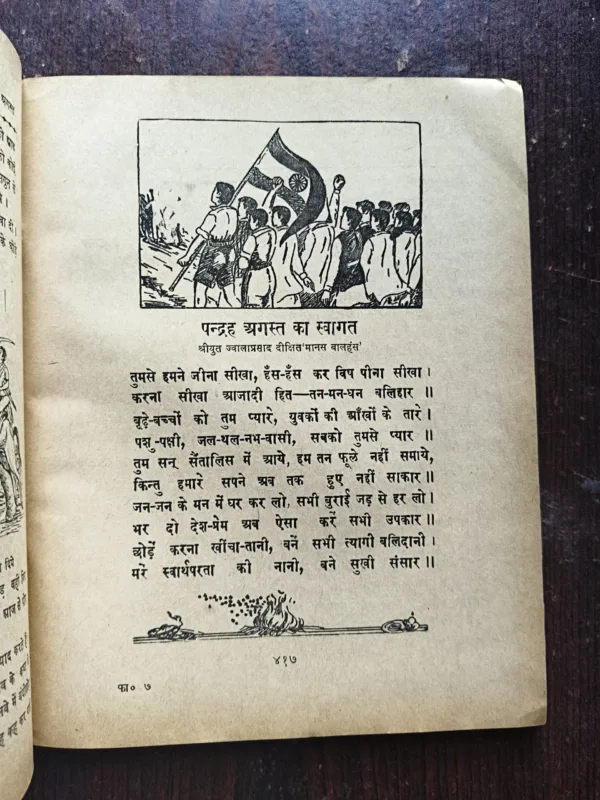 पन्द्रह अगस्त का स्वागत
श्रीयुत ज्वालाप्रसाद दीक्षित 'मानस बालहंस'
तुमसे हमने जीना सीखा, हँस-हँस कर बिष पीना सीखा।
करना सीखा आजादी हित—तन-मन-धन बलिहार॥
बूढ़े-बच्चों को तुम प्यारे, युवकों की आँखों के तारे।
पशु-पक्षी, जल-थल-नभ-वासी, सबको तुमसे प्यार॥
तुम सन् सैंतालिस में आये, हम तन फूले नहीं समाये,
किन्तु हमारे सपने अब तक हुए नहीं साकार॥
जन-जन के मन में घर कर लो, सभी बुराई जड़ से हर लो।
भर दो देश-प्रेम अब ऐसा करें सभी उपकार॥
छोड़ें करना खींचा-तानी, बनें सभी त्यागी बलिदानी।
मरे स्वार्थपरता की नानी, बने सुखी संसार॥
४१७
फा० ७